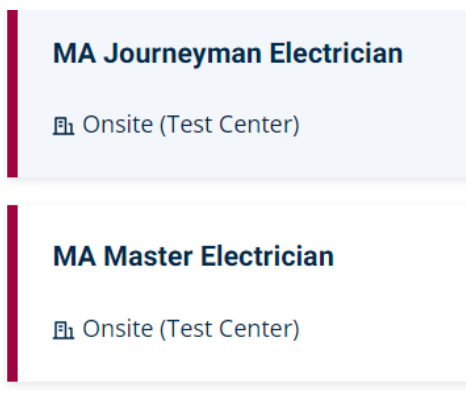 MA Journeyman Electrician
Onsite (Test Center)
MA Master Electrician
Onsite (Test Center)